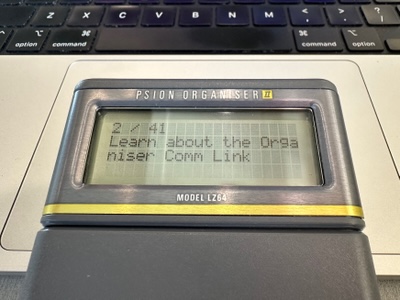 Z X C V B N M < >
option command command option
PSION ORGANISER II
2 / 41
Learn about the Orga
niser Comm Link
MODEL LZ64